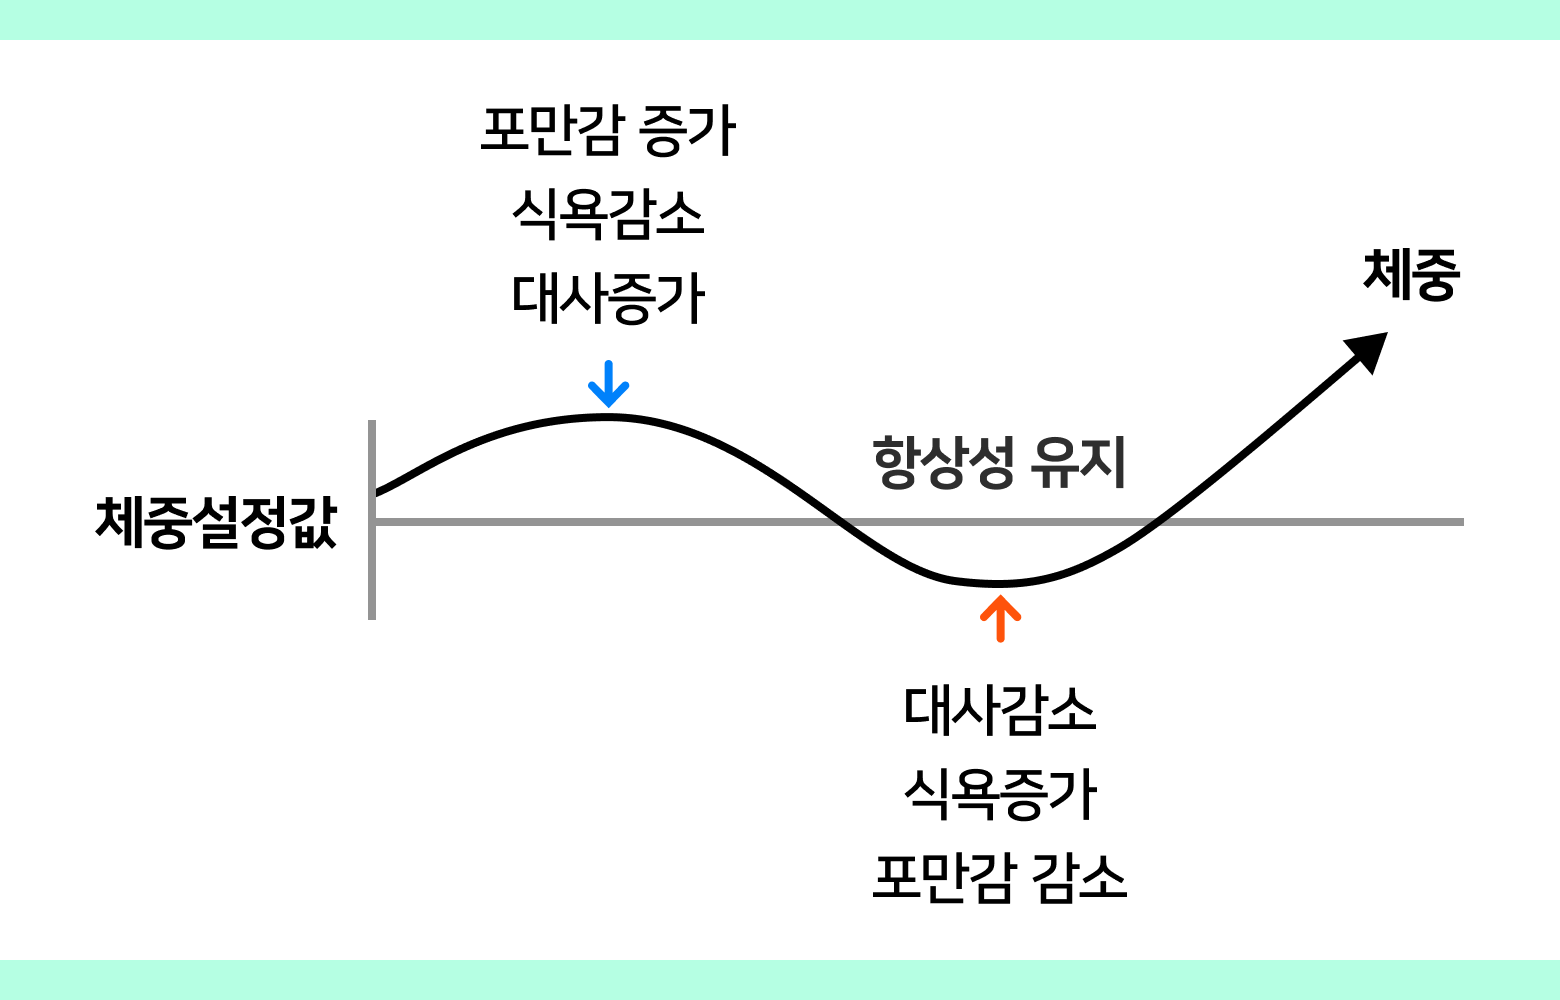 포만감 증가
식욕감소
대사증가
체중
항상성 유지
체중설정값
대사감소
식욕증가
포만감 감소